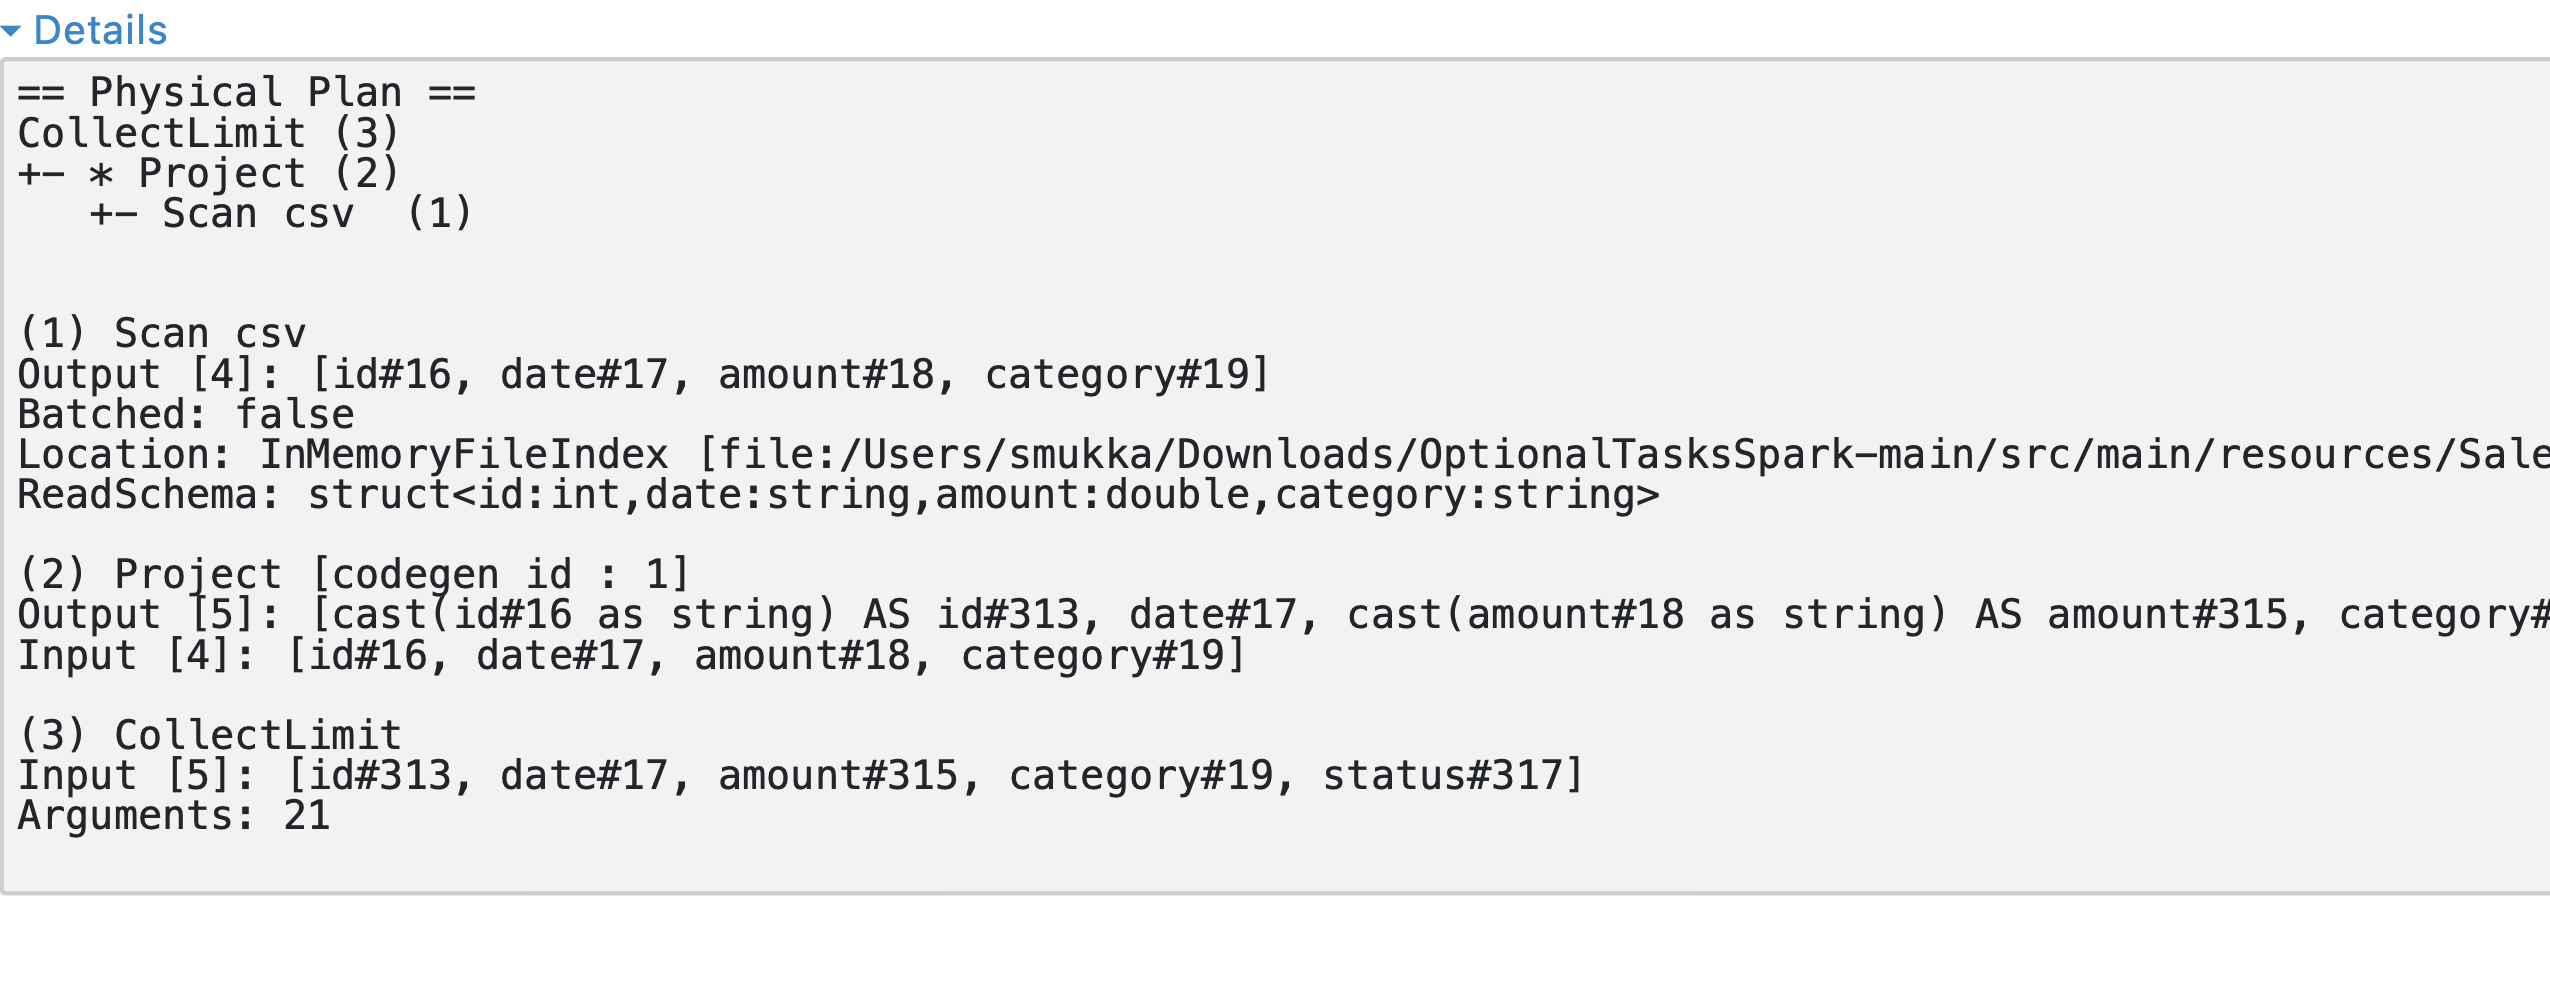 Details
== Physical Plan ==
CollectLimit (3)
+- * Project (2)
   +- Scan csv  (1)
(1) Scan csv
Output [4]: [id#16, date#17, amount#18, category#19]
Batched: false
Location: InMemoryFileIndex [file:/Users/smukka/Downloads/OptionalTasksSpark-main/src/main/resources/Sale
ReadSchema: struct<id:int,date:string,amount:double,category:string>
(2) Project [codegen id : 1]
Output [5]: [cast(id#16 as string) AS id#313, date#17, cast(amount#18 as string) AS amount#315, category#
Input [4]: [id#16, date#17, amount#18, category#19]
(3) CollectLimit
Input [5]: [id#313, date#17, amount#315, category#19, status#317]
Arguments: 21